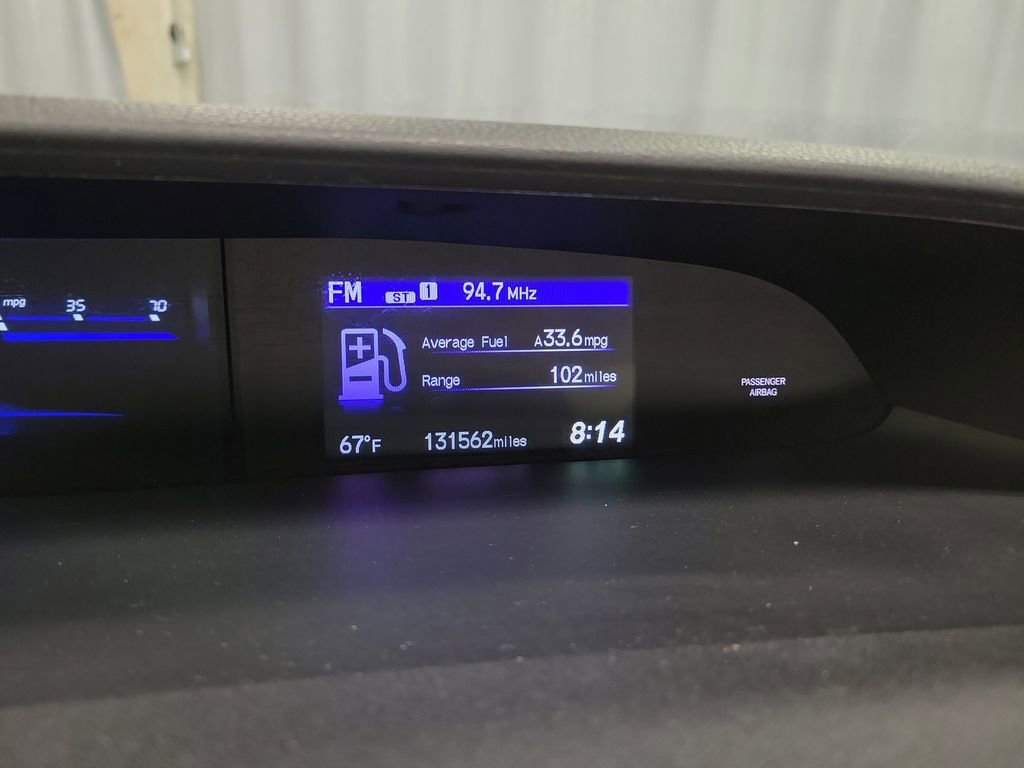 mpg 35 70
FM ST 1 94.7 MHz
Average Fuel A33.6mpg
Range 102miles
67°F 131562miles 8:14
PASSENGER
AIRBAG